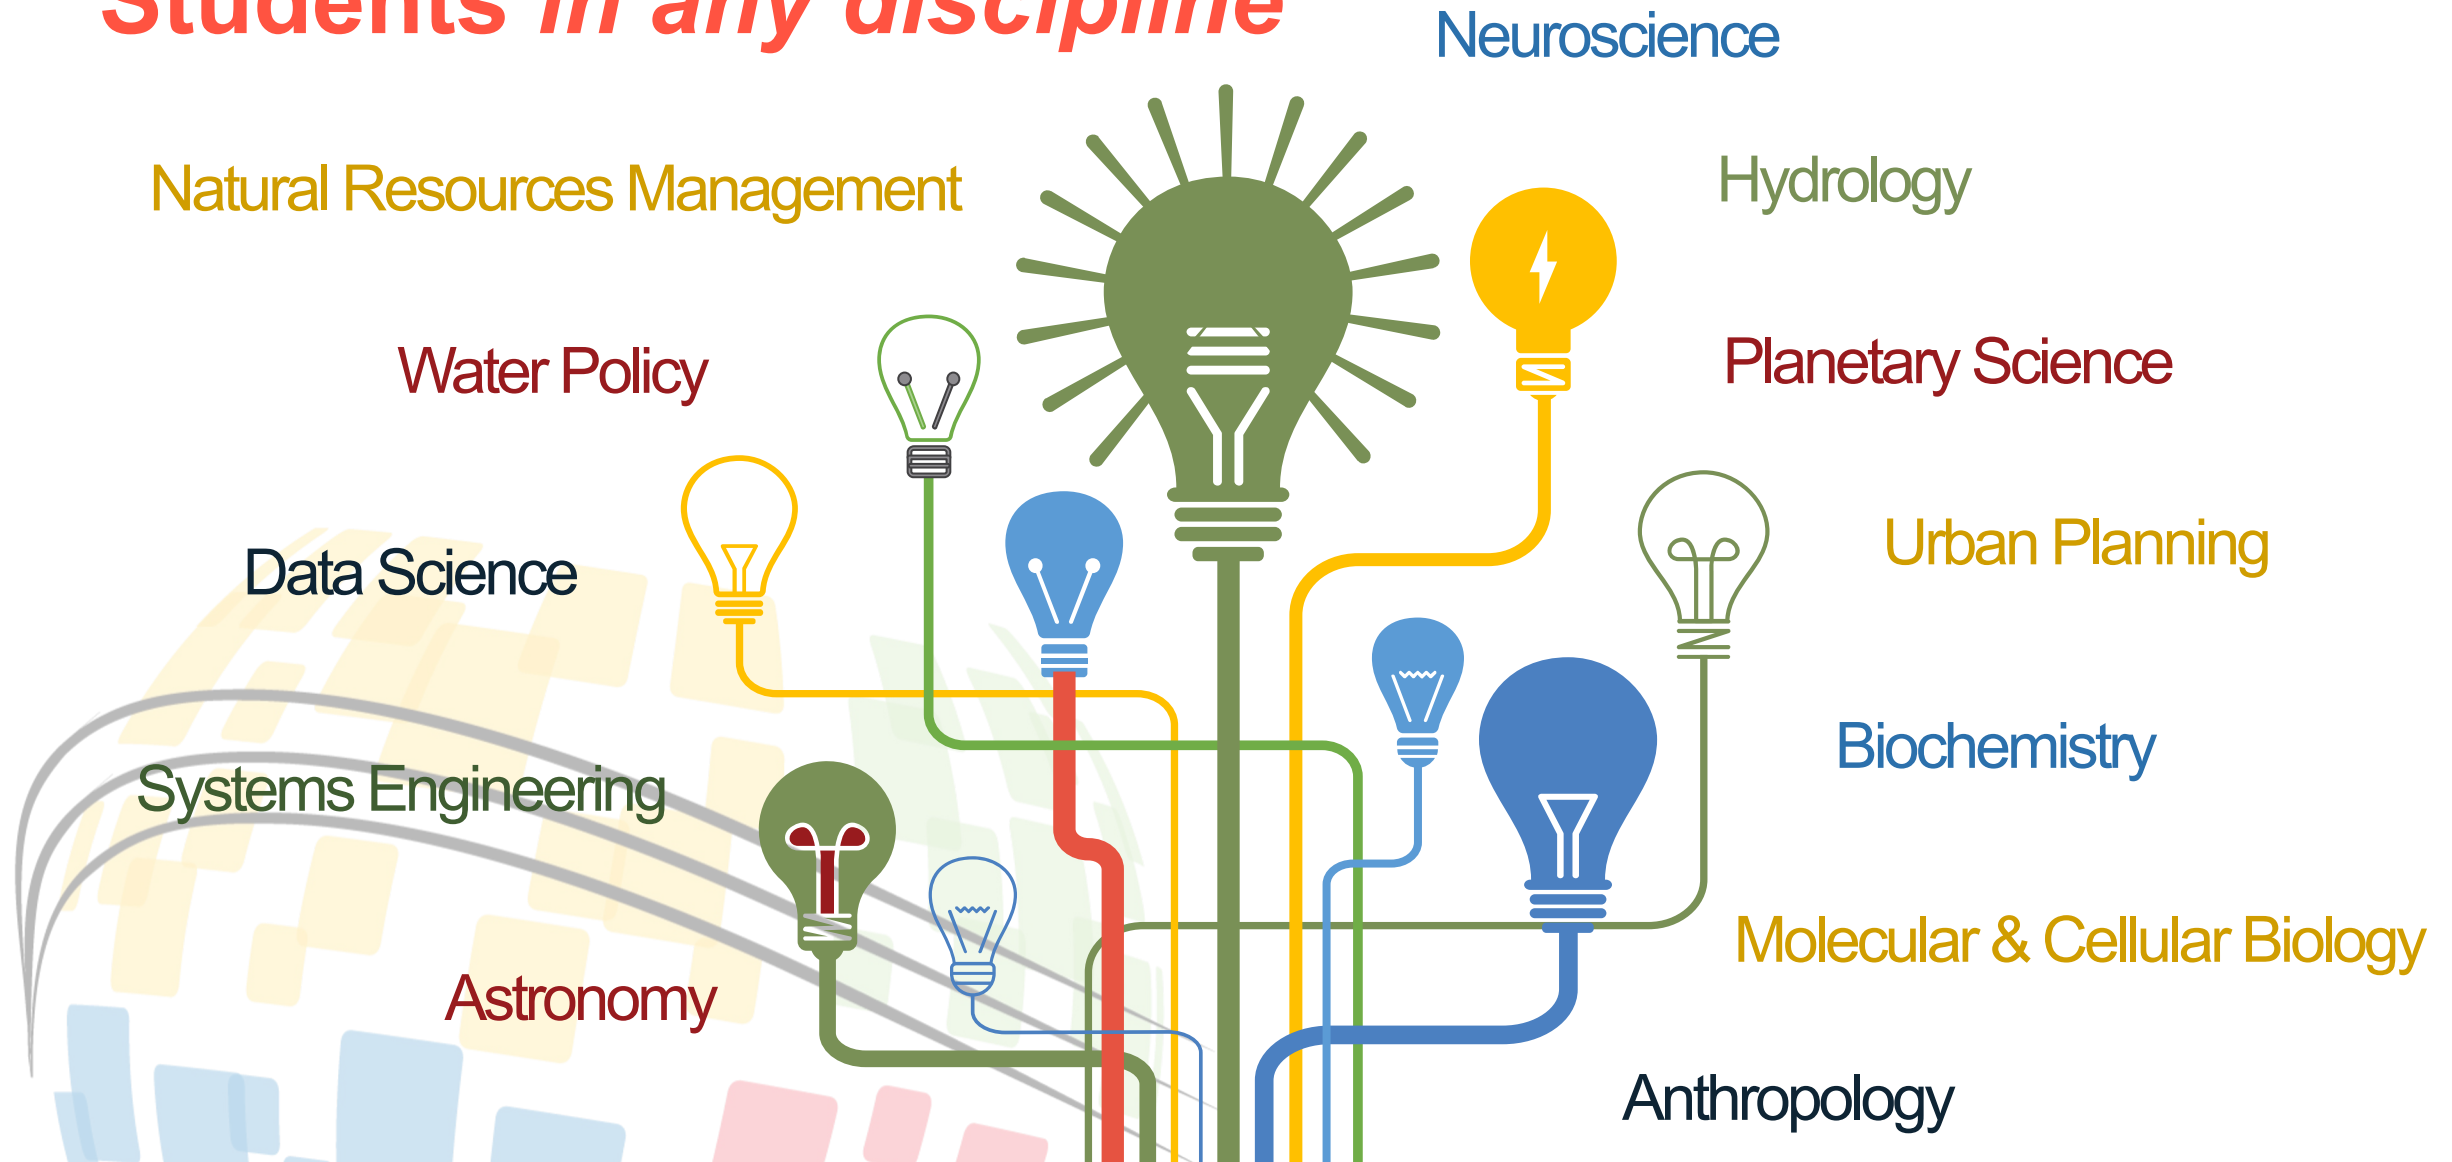 Students in any discipline
Neuroscience
Natural Resources Management
Hydrology
Water Policy
Planetary Science
Data Science
Urban Planning
Systems Engineering
Biochemistry
Molecular & Cellular Biology
Astronomy
Anthropology